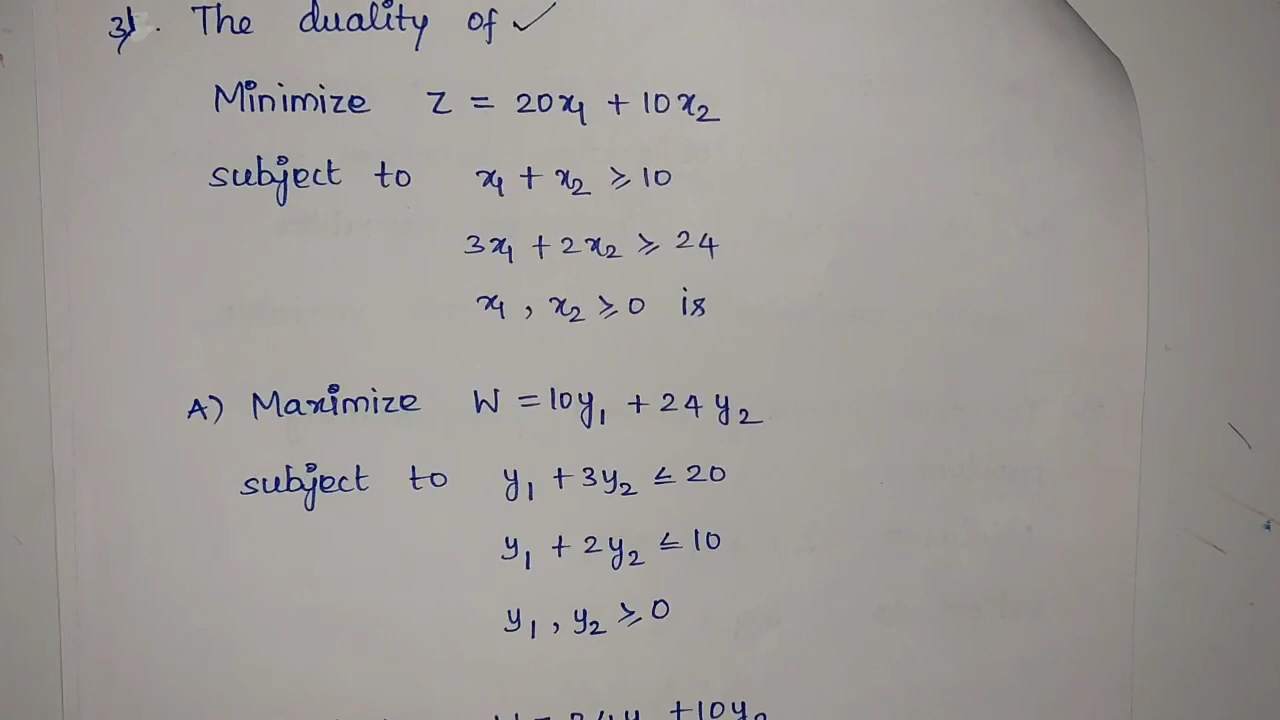 3). The duality of ✓
Minimize Z = 20x₁ + 10x₂
subject to x₁ + x₂ ≥ 10
3x₁ + 2x₂ ≥ 24
x₁ , x₂ ≥ 0 is
A) Maximize W = 10y₁ + 24y₂
subject to y₁ + 3y₂ ≤ 20
y₁ + 2y₂ ≤ 10
y₁ , y₂ ≥ 0
+10y₂